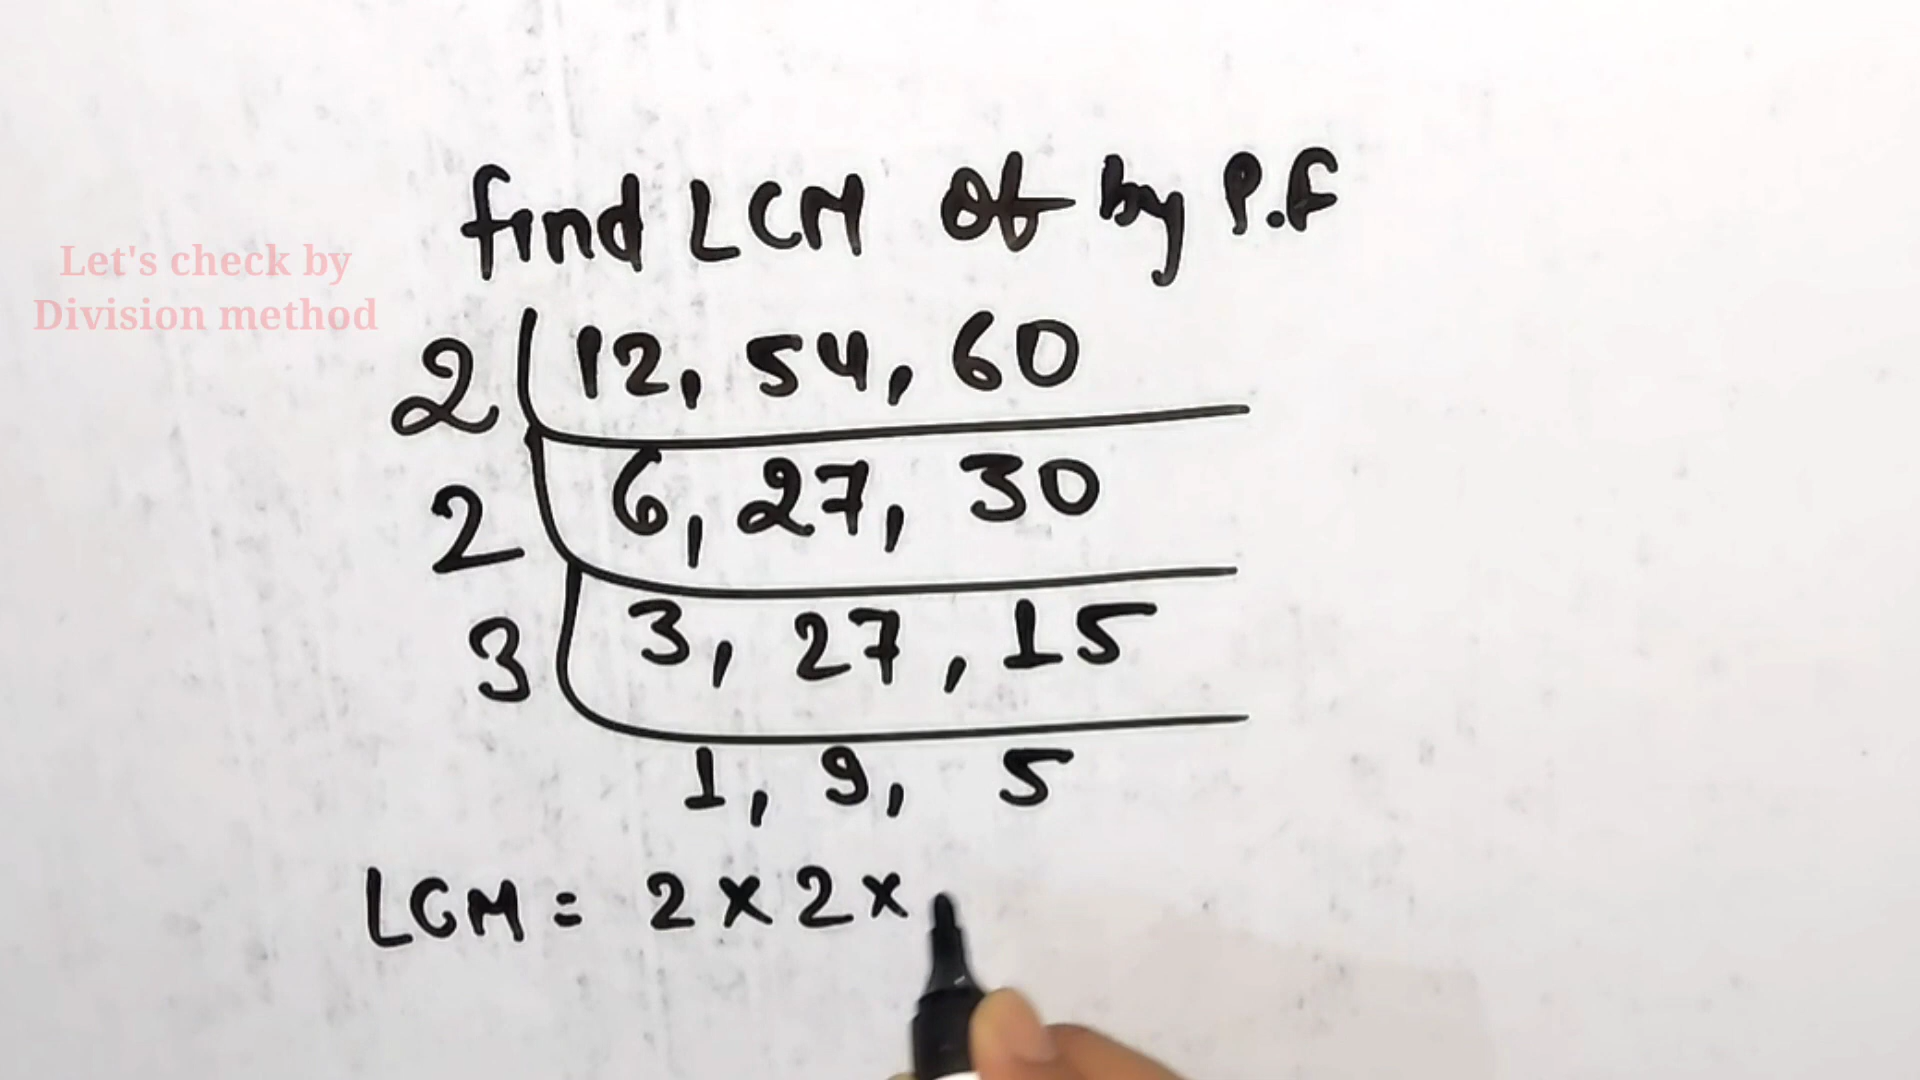 find LCM of by P.F
Let's check by
Division method
2 12, 54, 60
2 6, 27, 30
3 3, 27, 15
1, 9, 5
LCM = 2 × 2 ×